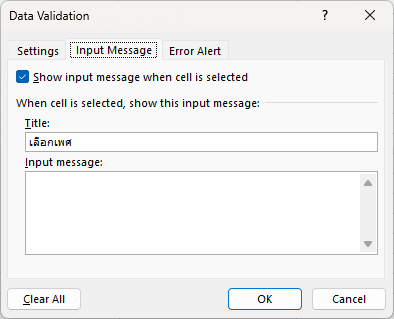 Data Validation
?
Settings
Input Message
Error Alert
Show input message when cell is selected
When cell is selected, show this input message:
Title:
เลือกเพศ
Input message:
Clear All
OK
Cancel